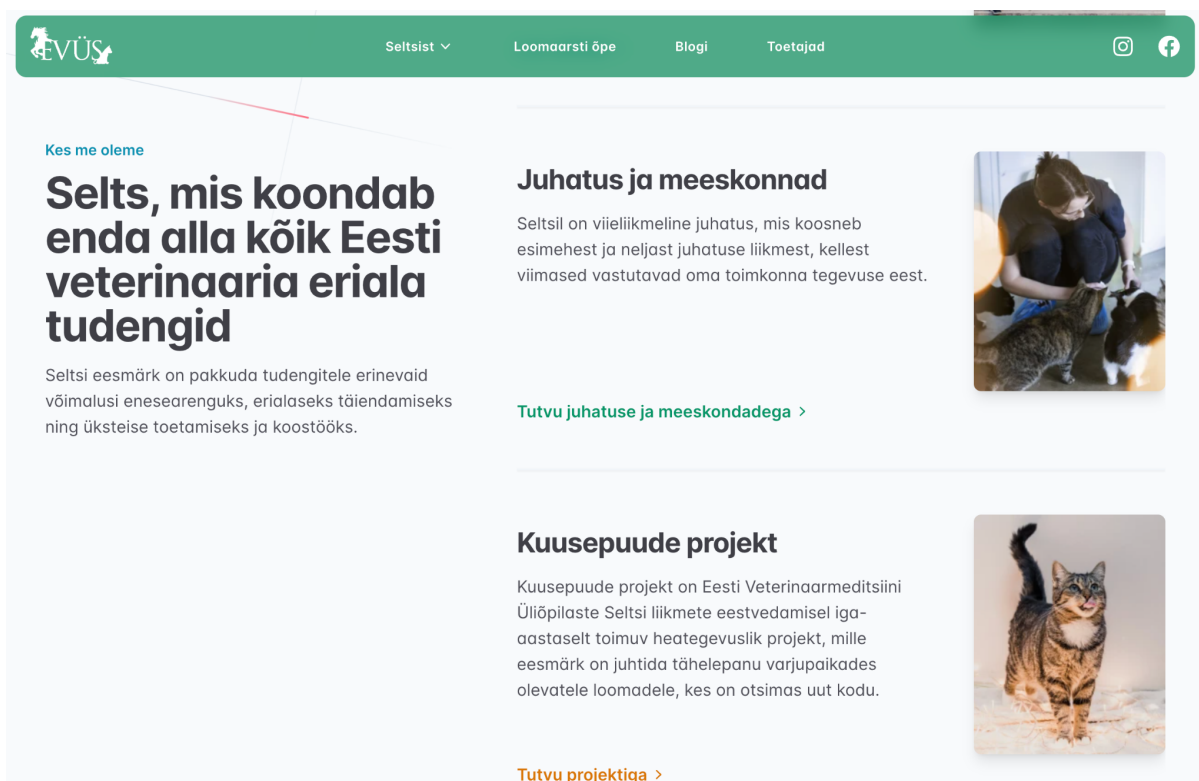 EVÜS
Seltsist
Loomaarsti õpe
Blogi
Toetajad
Kes me oleme
Selts, mis koondab
enda alla kõik Eesti
veterinaaria eriala
tudengid
Seltsi eesmärk on pakkuda tudengitele erinevaid
võimalusi enesearenguks, erialaseks täiendamiseks
ning üksteise toetamiseks ja koostööks.
Juhatus ja meeskonnad
Seltsil on viieliikmeline juhatus, mis koosneb
esimehest ja neljast juhatuse liikmest, kellest
viimased vastutavad oma toimkonna tegevuse eest.
Tutvu juhatuse ja meeskondadega
Kuusepuude projekt
Kuusepuude projekt on Eesti Veterinaarmeditsiini
Üliõpilaste Seltsi liikmete eestvedamisel iga-
aastaselt toimuv heategevuslik projekt, mille
eesmärk on juhtida tähelepanu varjupaikades
olevatele loomadele, kes on otsimas uut kodu.
Tutvu projektiga